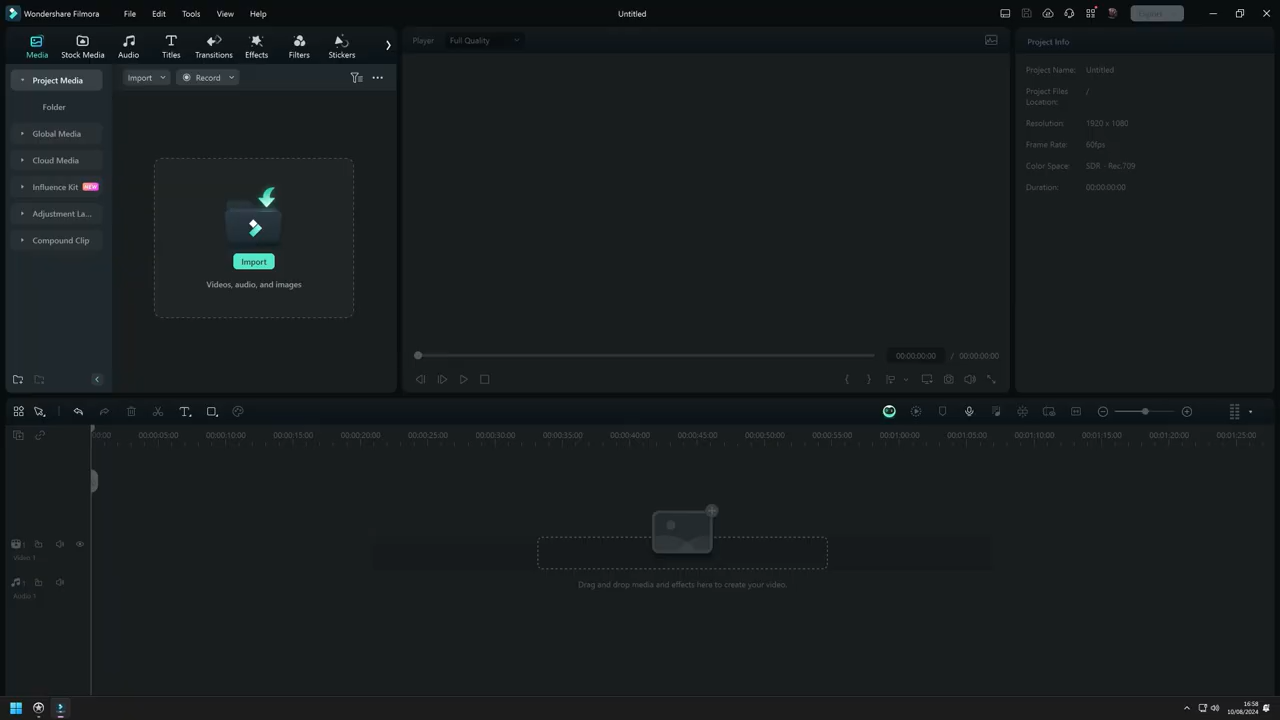 Wondershare Filmora File Edit Tools View Help Untitled Export
Media Stock Media Audio Titles Transitions Effects Filters Stickers
Player Full Quality
Project Info
Project Media
Import Record
Folder
Global Media
Cloud Media
Influence Kit NEW
Adjustment La...
Compound Clip
Import
Videos, audio, and images
Project Name: Untitled
Project Files Location: /
Resolution: 1920 x 1080
Frame Rate: 60fps
Color Space: SDR - Rec.709
Duration: 00:00:00:00
00:00:00:00 / 00:00:00:00
00:00 00:00:05:00 00:00:10:00 00:00:15:00 00:00:20:00 00:00:25:00 00:00:30:00 00:00:35:00 00:00:40:00 00:00:45:00 00:00:50:00 00:00:55:00 00:01:00:00 00:01:05:00 00:01:10:00 00:01:15:00 00:01:20:00 00:01:25:00
1
Video 1
Drag and drop media and effects here to create your video.
1
Audio 1
16:58
10/08/2024